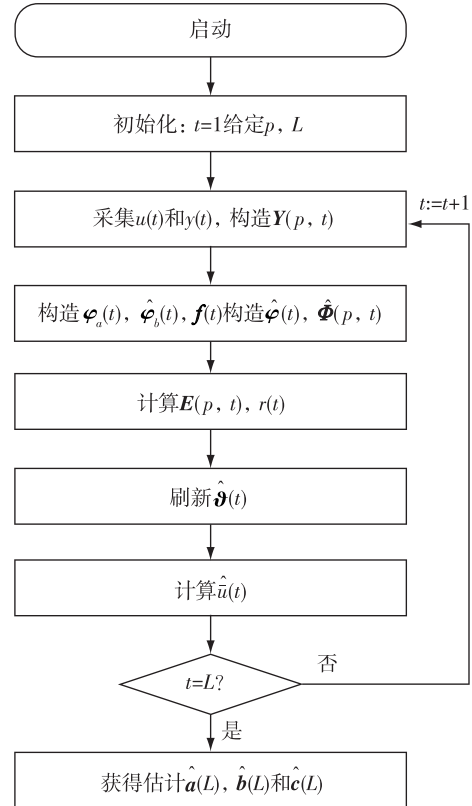 启动
初始化: t=1给定p, L
采集u(t)和y(t), 构造Y(p, t)
t:=t+1
构造φₐ(t), φ̂_b(t), f(t)构造φ̂(t), Φ̂(p, t)
计算E(p, t), r(t)
刷新ϑ̂(t)
计算ū̂(t)
t=L?
否
是
获得估计â(L), b̂(L)和ĉ(L)